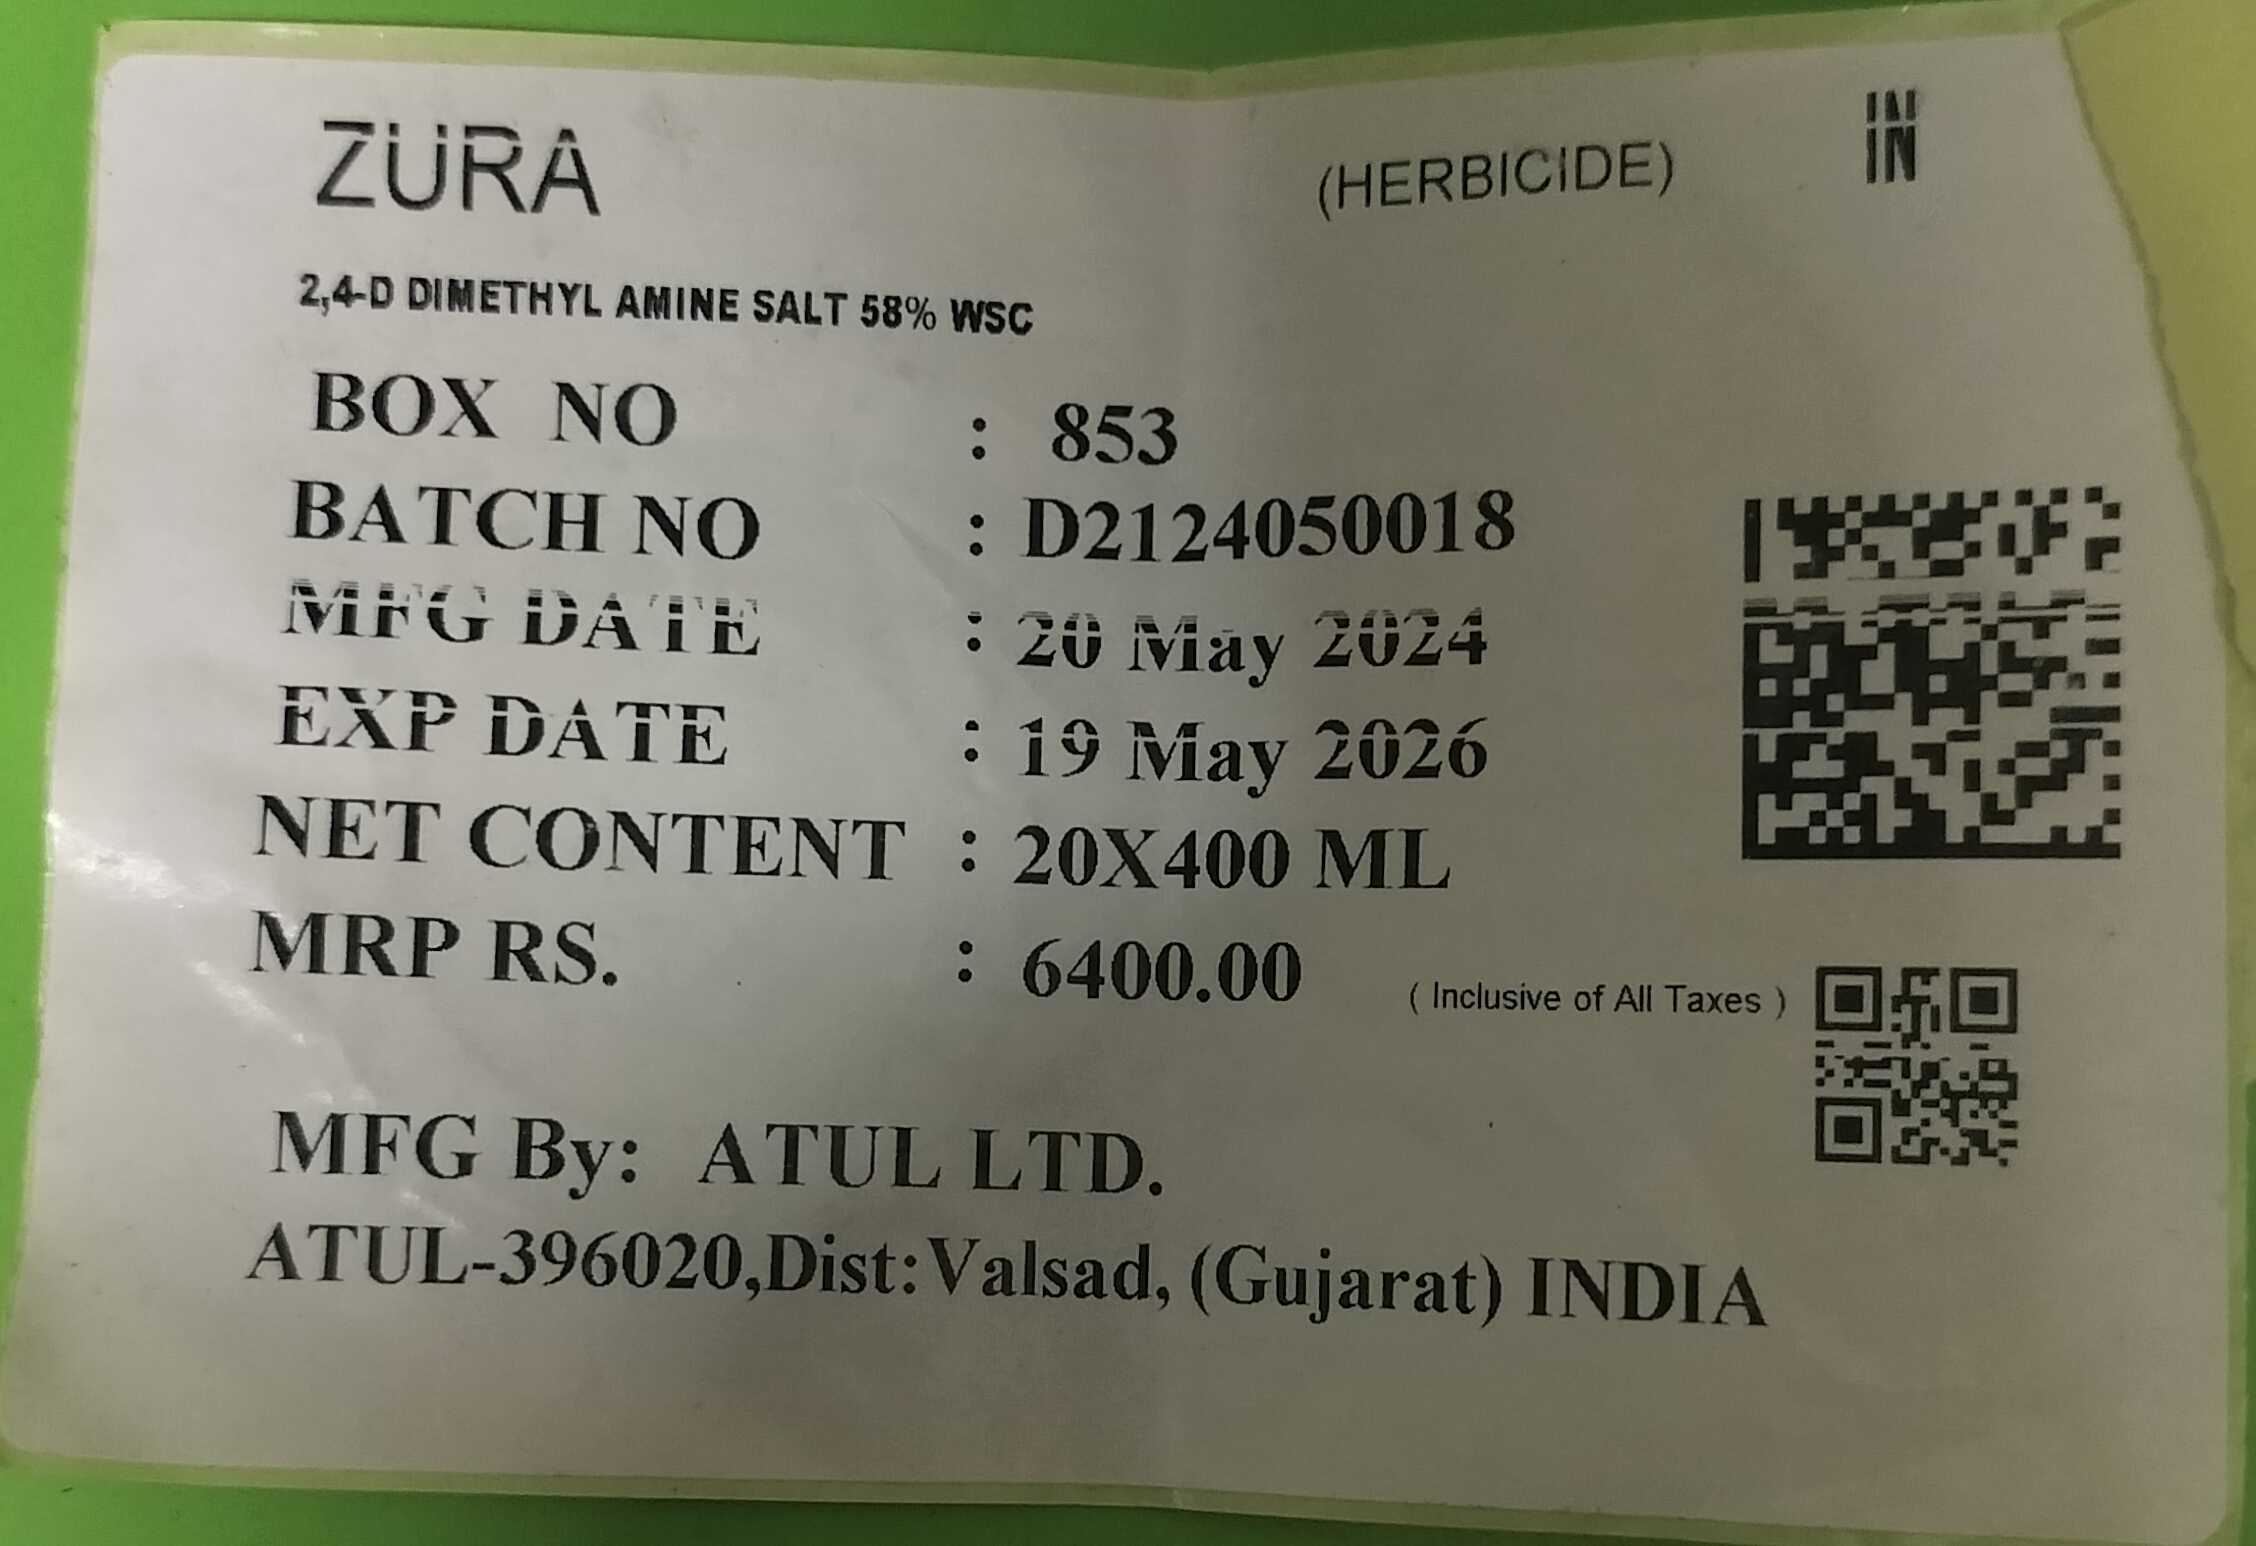 ZURA (HERBICIDE) IN
2,4-D DIMETHYL AMINE SALT 58% WSC
BOX NO : 853
BATCH NO : D2124050018
MFG DATE : 20 May 2024
EXP DATE : 19 May 2026
NET CONTENT : 20X400 ML
MRP RS. : 6400.00 ( Inclusive of All Taxes )
MFG By: ATUL LTD.
ATUL-396020,Dist:Valsad, (Gujarat) INDIA